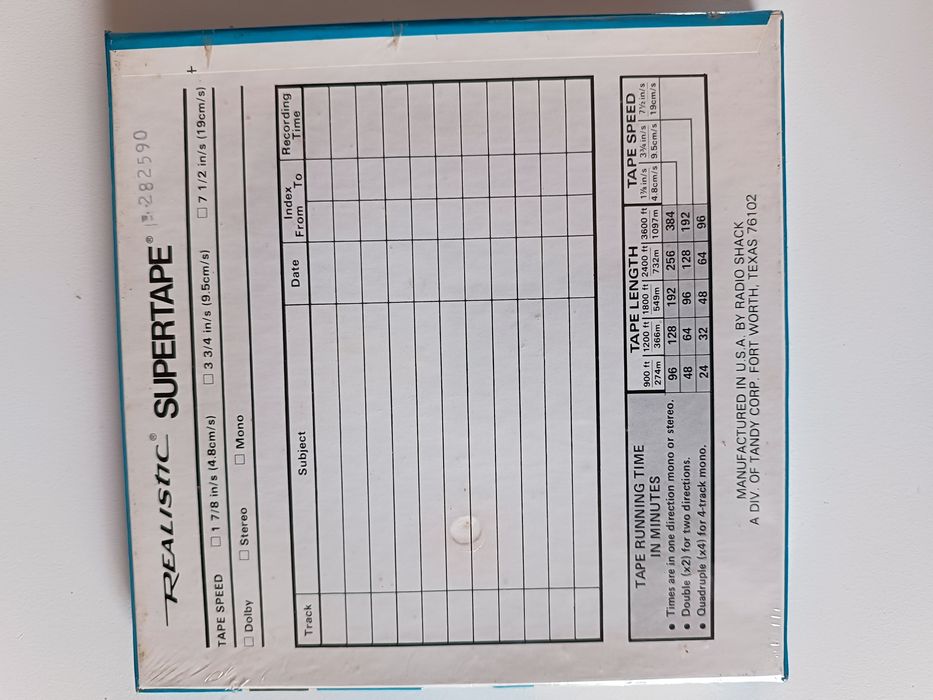 REALISTIC® SUPERTAPE® 282590
TAPE SPEED □ 1 7/8 in/s (4.8cm/s) □ 3 3/4 in/s (9.5cm/s) □ 7 1/2 in/s (19cm/s)
□ Dolby □ Stereo □ Mono
Track Subject Date Index From To Recording Time
TAPE RUNNING TIME IN MINUTES
• Times are in one direction mono or stereo.
• Double (x2) for two directions.
• Quadruple (x4) for 4-track mono.
TAPE LENGTH TAPE SPEED
900 ft 1200 ft 1800 ft 2400 ft 3600 ft 1⅞ in/s 3¾ in/s 7½ in/s
274m 366m. 549m 732m 1097m 4.8cm/s 9.5cm/s 19cm/s
96 128 192 256 384
48 64 96 128 192
24 32 48 64 96
MANUFACTURED IN U.S.A. BY RADIO SHACK
A DIV. OF TANDY CORP. FORT WORTH, TEXAS 76102